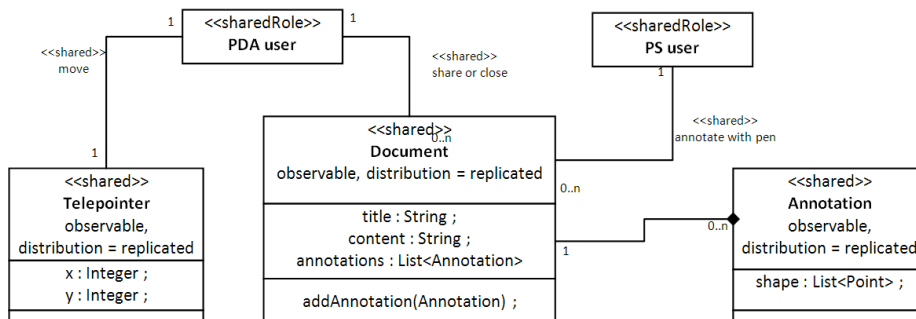 <<sharedRole>>
PDA user
1
1
<<shared>>
move
1
<<shared>>
share or close
0..n
<<sharedRole>>
PS user
1
<<shared>>
annotate with pen
0..n
<<shared>>
Telepointer
observable,
distribution = replicated
x : Integer ;
y : Integer ;
<<shared>>
Document
observable, distribution = replicated
title : String ;
content : String ;
annotations : List<Annotation>
addAnnotation(Annotation) ;
1
0..n
<<shared>>
Annotation
observable,
distribution = replicated
shape : List<Point> ;